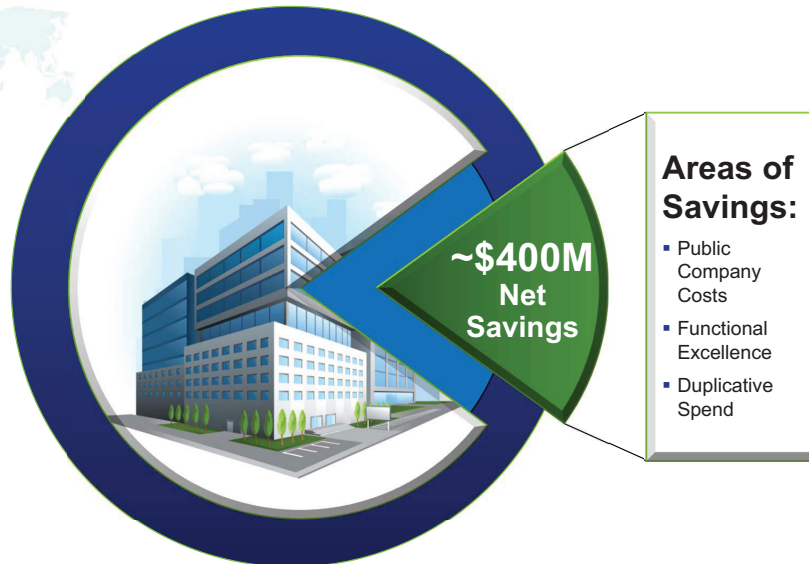 ~$400M
Net
Savings
Areas of
Savings:
▪ Public
Company
Costs
▪ Functional
Excellence
▪ Duplicative
Spend